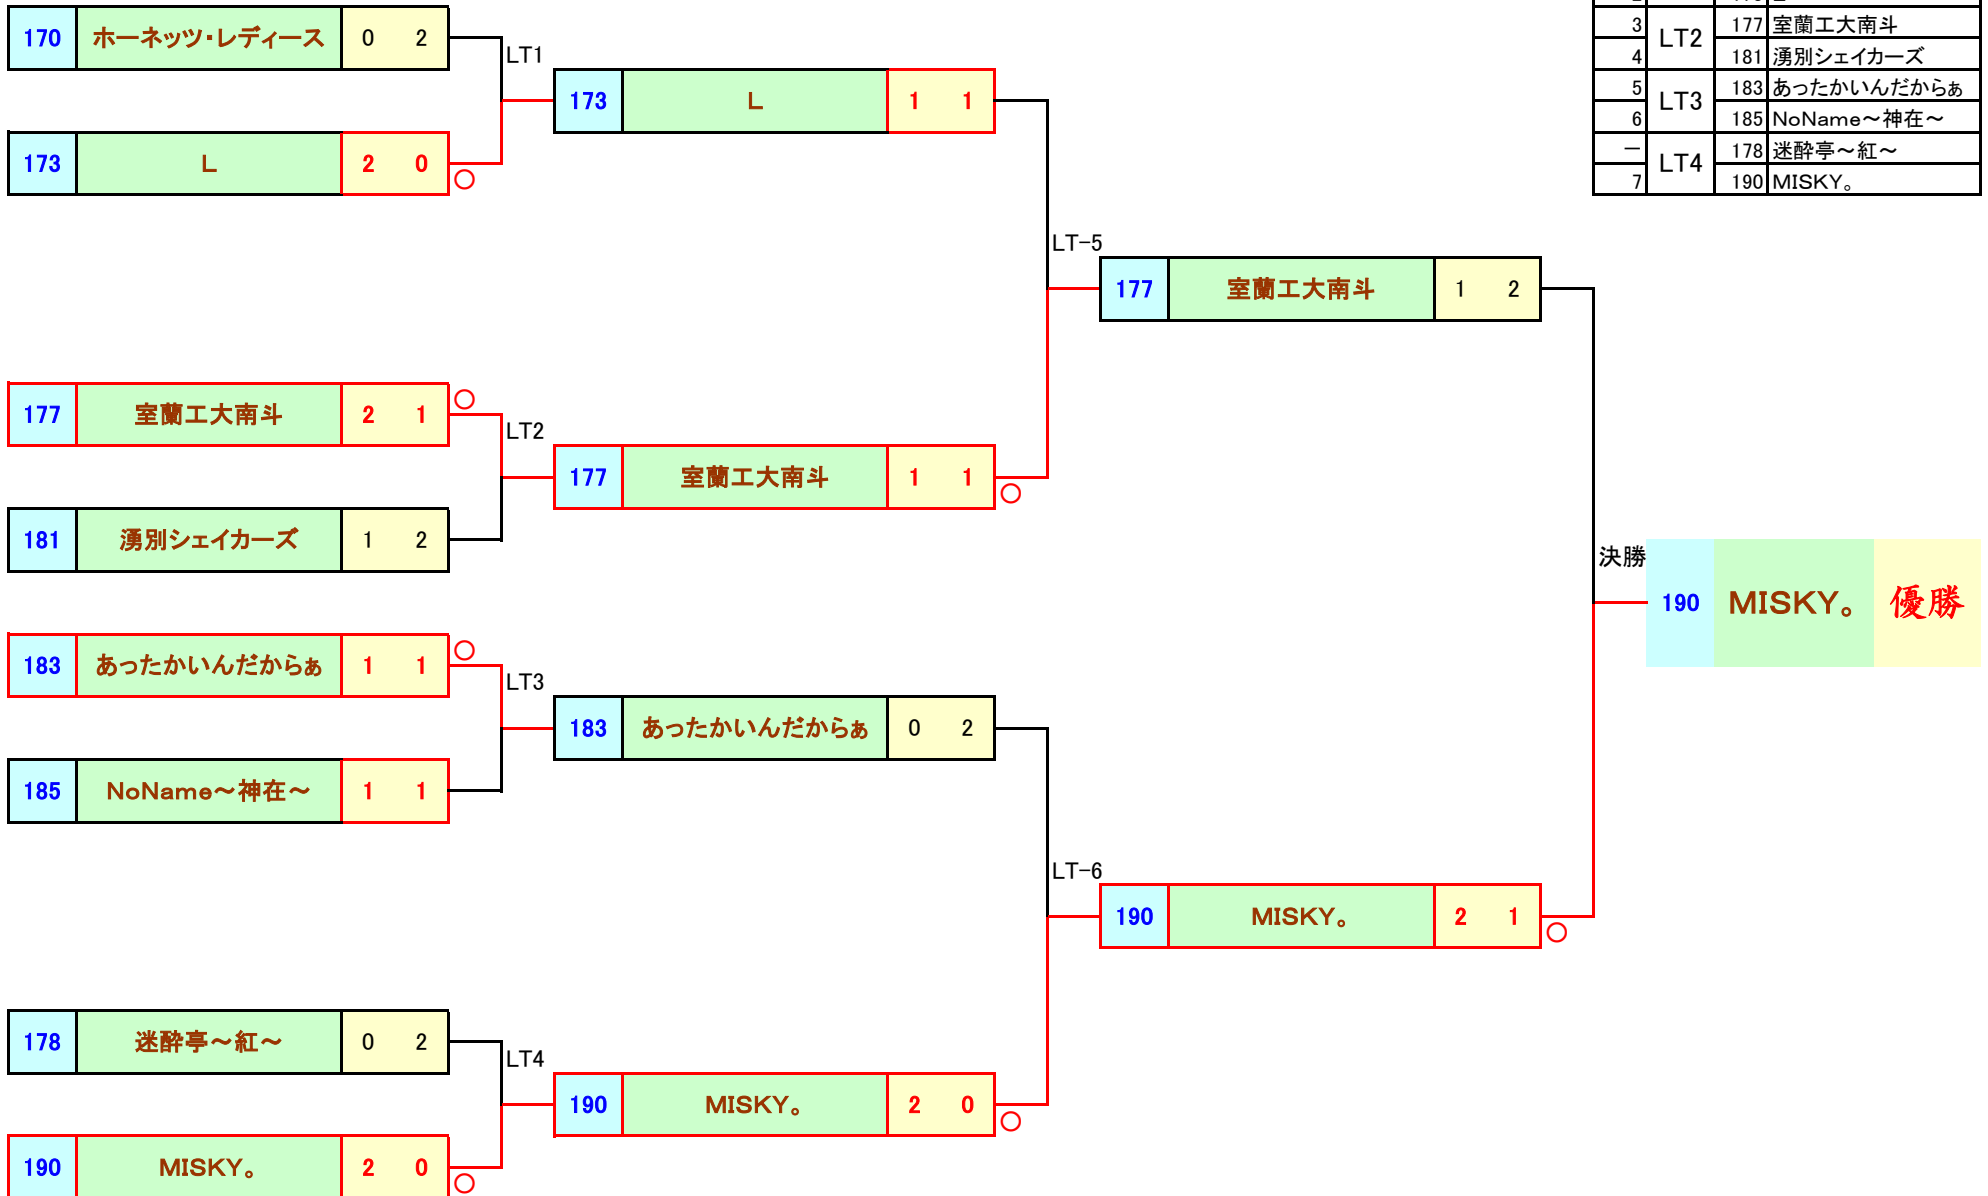 170 ホーネッツ・レディース 0 2
LT1
173 L 1 1
173 L 2 0 ○
LT-5
177 室蘭工大南斗 1 2
177 室蘭工大南斗 2 1 ○
LT2
177 室蘭工大南斗 1 1 ○
181 湧別シェイカーズ 1 2
決勝
190 MISKY。 優勝
183 あったかいんだからぁ 1 1 ○
LT3
183 あったかいんだからぁ 0 2
185 NoName～神在～ 1 1
LT-6
190 MISKY。 2 1 ○
178 迷酔亭～紅～ 0 2
LT4
190 MISKY。 2 0 ○
190 MISKY。 2 0 ○
3 LT2 177 室蘭工大南斗
4 181 湧別シェイカーズ
5 LT3 183 あったかいんだからぁ
6 185 NoName～神在～
－ LT4 178 迷酔亭～紅～
7 190 MISKY。